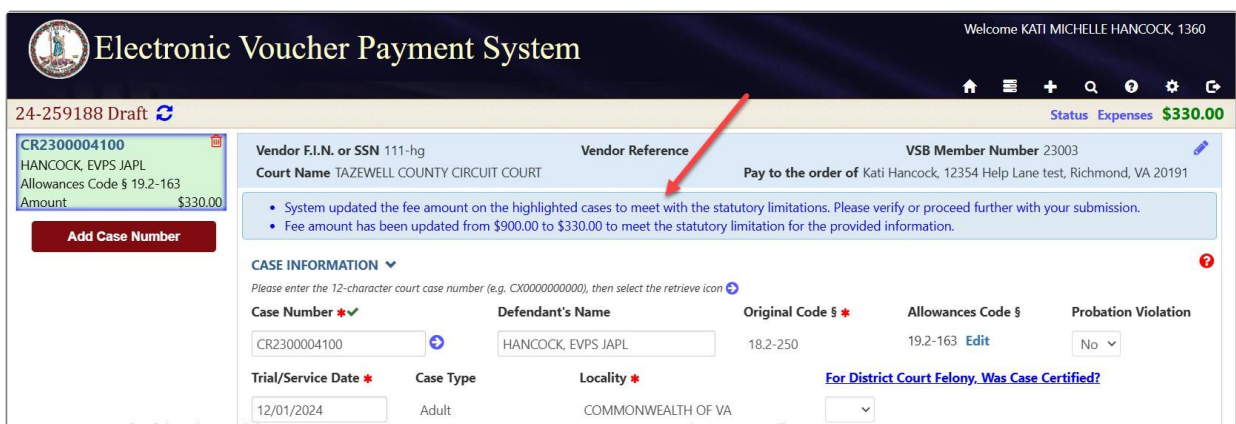 Electronic Voucher Payment System
Welcome KATI MICHELLE HANCOCK, 1360
24-259188 Draft
Status Expenses $330.00
CR2300004100
HANCOCK, EVPS JAPL
Allowances Code § 19.2-163
Amount $330.00
Add Case Number
Vendor F.I.N. or SSN 111-hg Vendor Reference VSB Member Number 23003
Court Name TAZEWELL COUNTY CIRCUIT COURT Pay to the order of Kati Hancock, 12354 Help Lane test, Richmond, VA 20191
• System updated the fee amount on the highlighted cases to meet with the statutory limitations. Please verify or proceed further with your submission.
• Fee amount has been updated from $900.00 to $330.00 to meet the statutory limitation for the provided information.
CASE INFORMATION
Please enter the 12-character court case number (e.g. CX0000000000), then select the retrieve icon
Case Number * Defendant's Name Original Code § * Allowances Code § Probation Violation
CR2300004100 HANCOCK, EVPS JAPL 18.2-250 19.2-163 Edit No
Trial/Service Date * Case Type Locality * For District Court Felony, Was Case Certified?
12/01/2024 Adult COMMONWEALTH OF VA